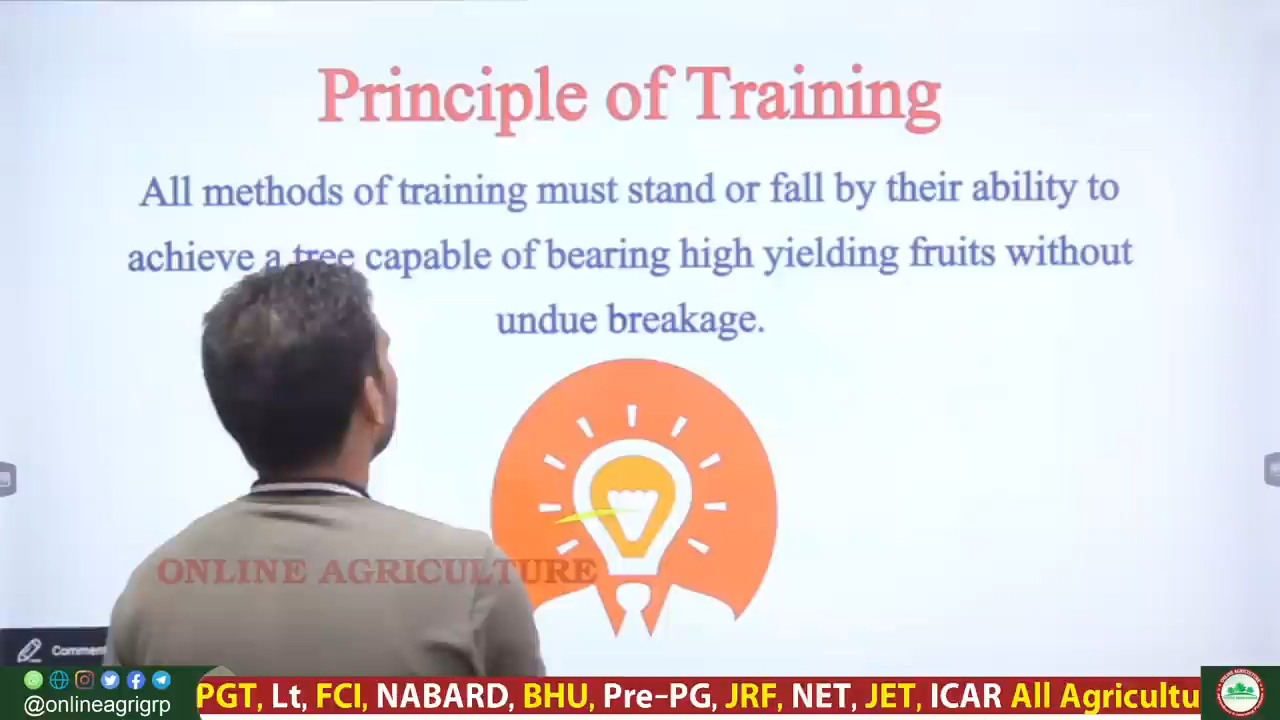 Principle of Training
All methods of training must stand or fall by their ability to
achieve a tree capable of bearing high yielding fruits without
undue breakage.
ONLINE AGRICULTURE
Commen
@onlineagrigrp
PGT, Lt, FCI, NABARD, BHU, Pre-PG, JRF, NET, JET, ICAR All Agricultu